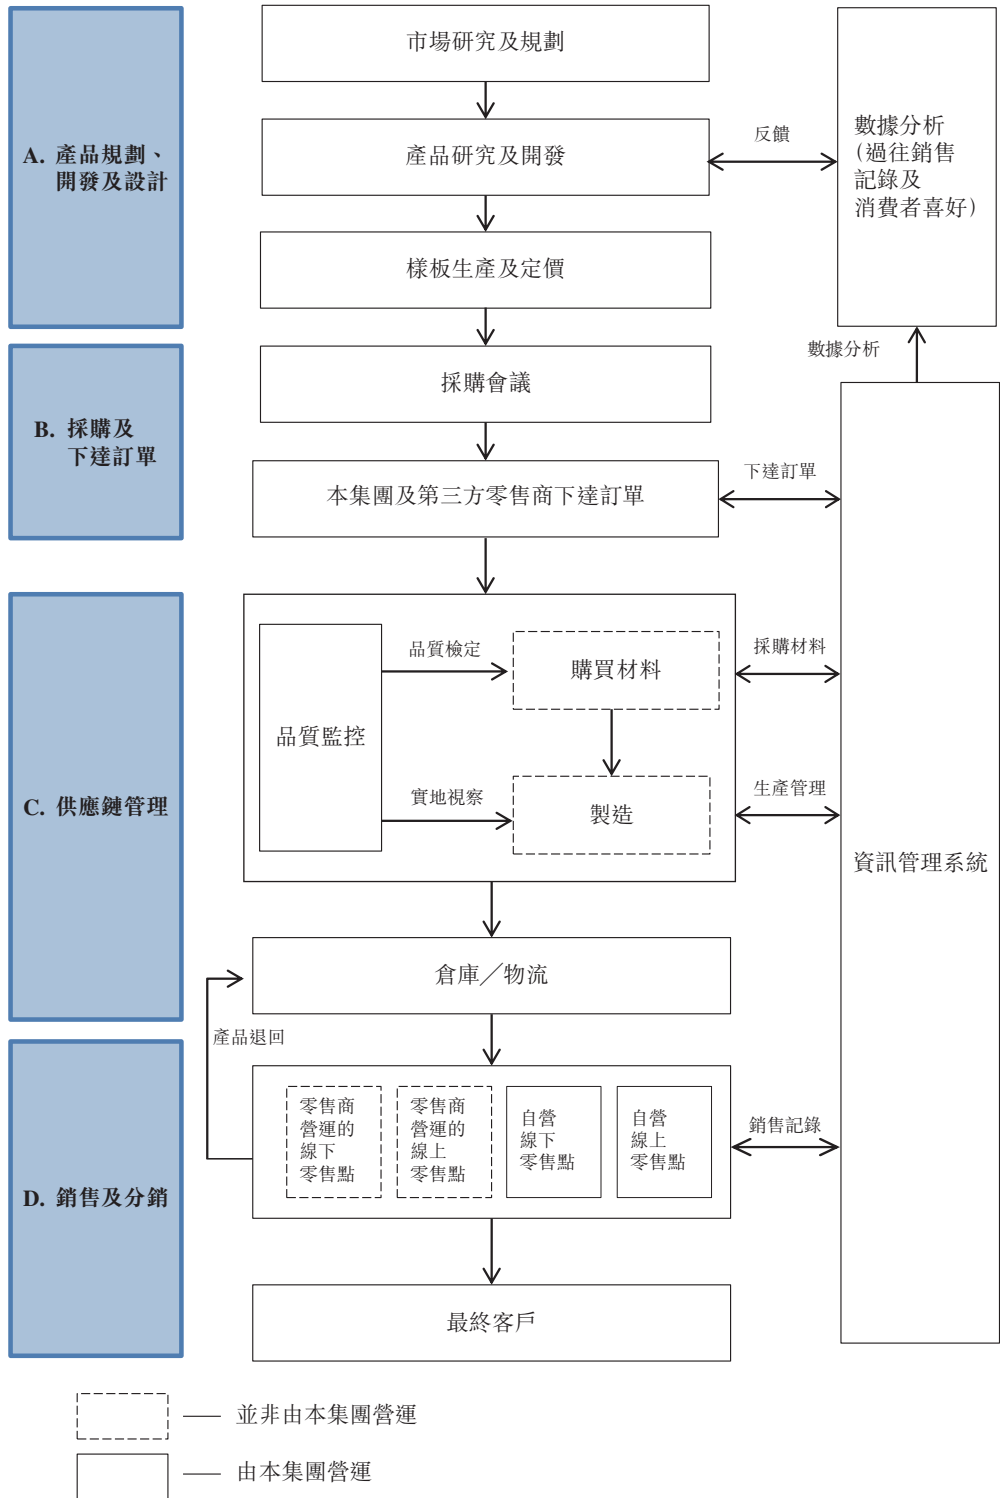 市場研究及規劃
A. 產品規劃、
開發及設計
產品研究及開發
反饋
數據分析
(過往銷售
記錄及
消費者喜好)
樣板生產及定價
數據分析
B. 採購及
下達訂單
採購會議
本集團及第三方零售商下達訂單
下達訂單
C. 供應鏈管理
品質監控
品質檢定
購買材料
採購材料
實地視察
製造
生產管理
資訊管理系統
倉庫／物流
產品退回
D. 銷售及分銷
零售商
營運的
線下
零售點
零售商
營運的
線上
零售點
自營
線下
零售點
自營
線上
零售點
銷售記錄
最終客戶
— 並非由本集團營運
— 由本集團營運